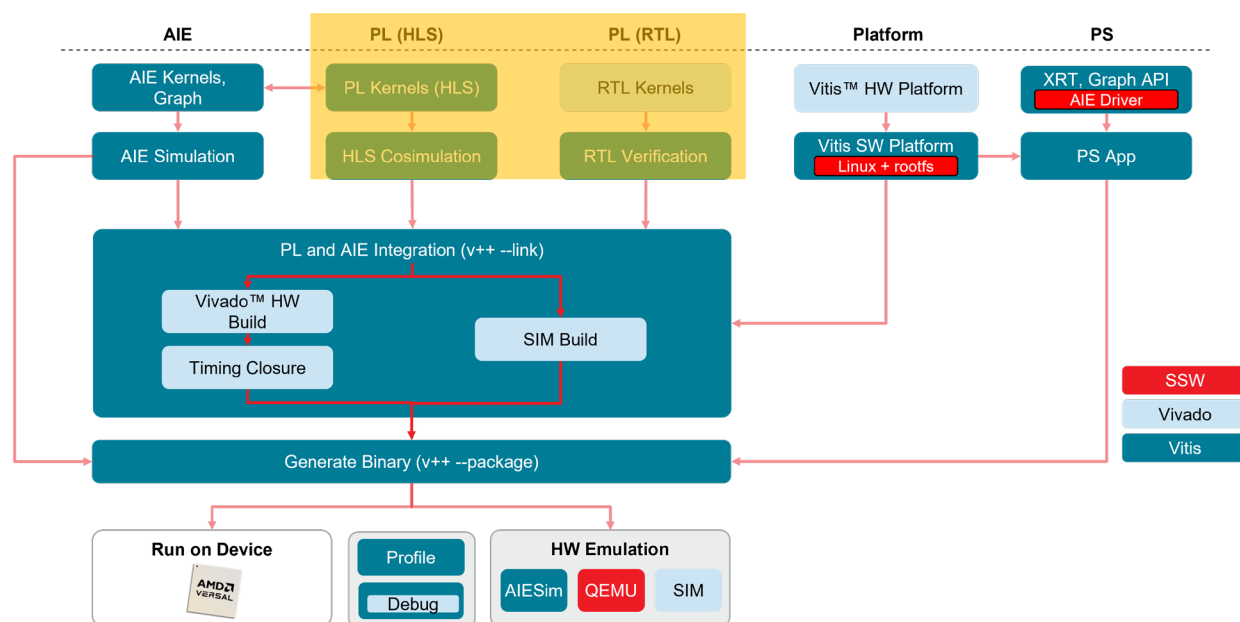 AIE
PL (HLS)
PL (RTL)
Platform
PS
AIE Kernels,
Graph
PL Kernels (HLS)
RTL Kernels
Vitis™ HW Platform
XRT, Graph API
AIE Driver
AIE Simulation
HLS Cosimulation
RTL Verification
Vitis SW Platform
Linux + rootfs
PS App
PL and AIE Integration (v++ --link)
Vivado™ HW
Build
SIM Build
Timing Closure
SSW
Vivado
Vitis
Generate Binary (v++ --package)
Run on Device
AMD
VERSAL
Profile
Debug
HW Emulation
AIESim
QEMU
SIM